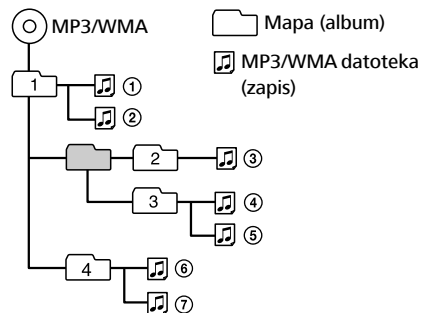 MP3/WMA
Mapa (album)
MP3/WMA datoteka
(zapis)
1
①
②
2
③
3
④
⑤
4
⑥
⑦